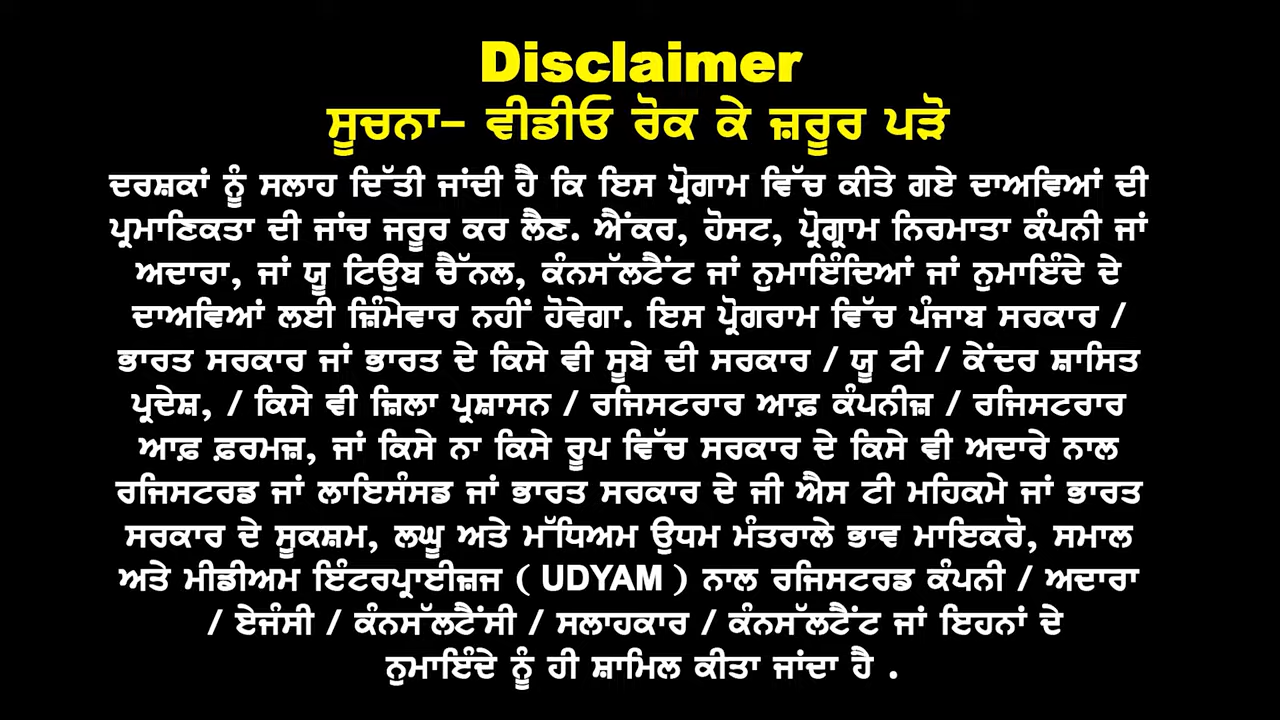 Disclaimer
ਸੂਚਨਾ- ਵੀਡੀਓ ਰੋਕ ਕੇ ਜ਼ਰੂਰ ਪੜੋ
ਦਰਸ਼ਕਾਂ ਨੂੰ ਸਲਾਹ ਦਿੱਤੀ ਜਾਂਦੀ ਹੈ ਕਿ ਇਸ ਪ੍ਰੋਗਾਮ ਵਿੱਚ ਕੀਤੇ ਗਏ ਦਾਅਵਿਆਂ ਦੀ
ਪ੍ਰਮਾਣਿਕਤਾ ਦੀ ਜਾਂਚ ਜਰੂਰ ਕਰ ਲੈਣ. ਐਂਕਰ, ਹੋਸਟ, ਪ੍ਰੋਗ੍ਰਾਮ ਨਿਰਮਾਤਾ ਕੰਪਨੀ ਜਾਂ
ਅਦਾਰਾ, ਜਾਂ ਯੂ ਟਿਊਬ ਚੈੱਨਲ, ਕੰਨਸੱਲਟੈਂਟ ਜਾਂ ਨੁਮਾਇੰਦਿਆਂ ਜਾਂ ਨੁਮਾਇੰਦੇ ਦੇ
ਦਾਅਵਿਆਂ ਲਈ ਜ਼ਿੰਮੇਵਾਰ ਨਹੀਂ ਹੋਵੇਗਾ. ਇਸ ਪ੍ਰੋਗਰਾਮ ਵਿੱਚ ਪੰਜਾਬ ਸਰਕਾਰ /
ਭਾਰਤ ਸਰਕਾਰ ਜਾਂ ਭਾਰਤ ਦੇ ਕਿਸੇ ਵੀ ਸੂਬੇ ਦੀ ਸਰਕਾਰ / ਯੂ ਟੀ / ਕੇਂਦਰ ਸ਼ਾਸਿਤ
ਪ੍ਰਦੇਸ਼, / ਕਿਸੇ ਵੀ ਜ਼ਿਲਾ ਪ੍ਰਸ਼ਾਸਨ / ਰਜਿਸਟਰਾਰ ਆਫ਼ ਕੰਪਨੀਜ਼ / ਰਜਿਸਟਰਾਰ
ਆਫ਼ ਫ਼ਰਮਜ਼, ਜਾਂ ਕਿਸੇ ਨਾ ਕਿਸੇ ਰੂਪ ਵਿੱਚ ਸਰਕਾਰ ਦੇ ਕਿਸੇ ਵੀ ਅਦਾਰੇ ਨਾਲ
ਰਜਿਸਟਰਡ ਜਾਂ ਲਾਇਸੰਸਡ ਜਾਂ ਭਾਰਤ ਸਰਕਾਰ ਦੇ ਜੀ ਐਸ ਟੀ ਮਹਿਕਮੇ ਜਾਂ ਭਾਰਤ
ਸਰਕਾਰ ਦੇ ਸੂਕਸ਼ਮ, ਲਘੂ ਅਤੇ ਮੱਧਿਅਮ ਉਧਮ ਮੰਤਰਾਲੇ ਭਾਵ ਮਾਇਕਰੋ, ਸਮਾਲ
ਅਤੇ ਮੀਡੀਅਮ ਇੰਟਰਪ੍ਰਾਈਜ਼ਜ ( UDYAM ) ਨਾਲ ਰਜਿਸਟਰਡ ਕੰਪਨੀ / ਅਦਾਰਾ
/ ਏਜੰਸੀ / ਕੰਨਸੱਲਟੈਂਸੀ / ਸਲਾਹਕਾਰ / ਕੰਨਸੱਲਟੈਂਟ ਜਾਂ ਇਹਨਾਂ ਦੇ
ਨੁਮਾਇੰਦੇ ਨੂੰ ਹੀ ਸ਼ਾਮਿਲ ਕੀਤਾ ਜਾਂਦਾ ਹੈ .